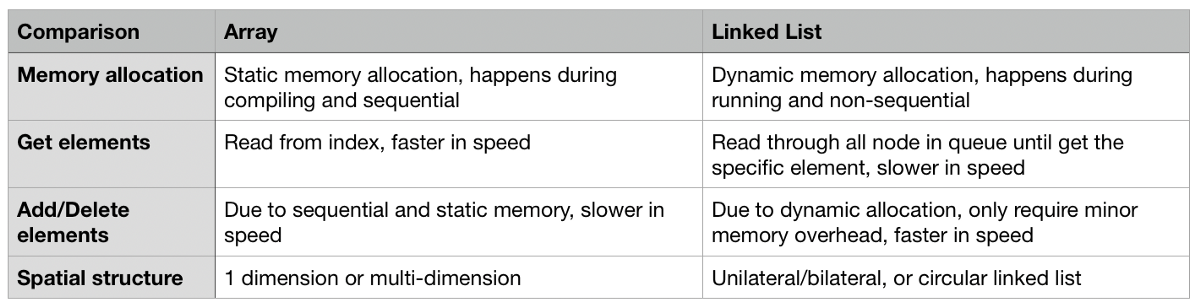 Comparison Array Linked List
Memory allocation Static memory allocation, happens during Dynamic memory allocation, happens during
compiling and sequential running and non-sequential
Get elements Read from index, faster in speed Read through all node in queue until get the
specific element, slower in speed
Add/Delete Due to sequential and static memory, slower in Due to dynamic allocation, only require minor
elements speed memory overhead, faster in speed
Spatial structure 1 dimension or multi-dimension Unilateral/bilateral, or circular linked list